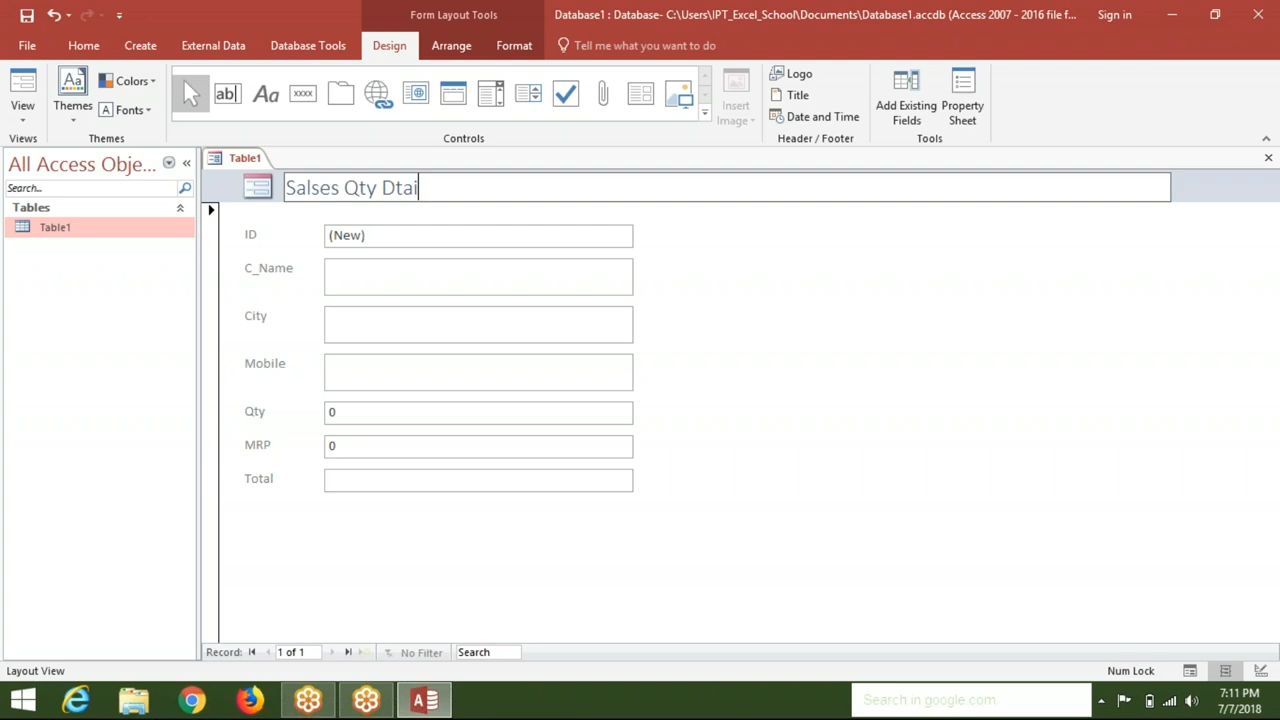 Form Layout Tools
Database1 : Database- C:\Users\IPT_Excel_School\Documents\Database1.accdb (Access 2007 - 2016 file f...
Sign in
File
Home
Create
External Data
Database Tools
Design
Arrange
Format
Tell me what you want to do
View
Themes
Colors
Fonts
ab|
Aa
xxxx
Insert Image
Logo
Title
Date and Time
Add Existing Fields
Property Sheet
Views
Themes
Controls
Header / Footer
Tools
All Access Obje...
Search...
Tables
Table1
Table1
Salses Qty Dtai
ID
(New)
C_Name
City
Mobile
Qty
0
MRP
0
Total
Record:
1 of 1
No Filter
Search
Layout View
Num Lock
Search in google.com
7:11 PM
7/7/2018